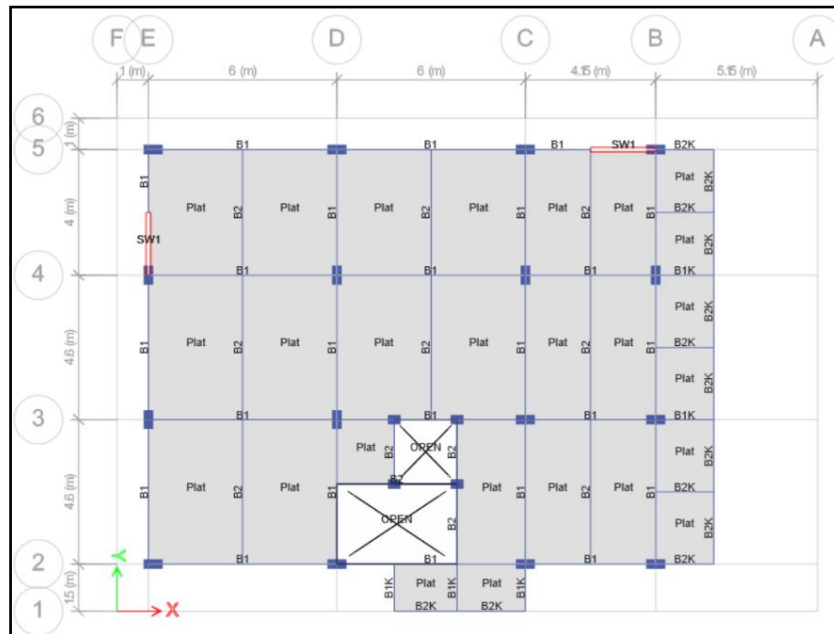 F E D C B A
1 (m) 6 (m) 6 (m) 4.15 (m) 5.15 (m)
6
1 (m)
5 B1 B1 B1 SW1 B2K
B1 Plat B2K
4 (m) Plat B2 Plat B1 Plat B2 Plat B1 Plat B2 Plat B1 B2K
SW1 Plat B2K
4 B1 B1 B1 B1K
Plat B2K
4.6 (m) B1 Plat B2 Plat B1 Plat B2 Plat B1 Plat B2 Plat B1 B2K
Plat B2K
3 B1 B1 B1 B1K
Plat B2 OPEN B2 Plat B2K
B2
4.6 (m) B1 Plat B2 Plat B1 Plat B1 Plat B2 Plat B1 B2K
OPEN B2 Plat B2K
2 B1 B1 B1 B2K
Y
1.5 (m) B1K Plat B1K Plat B1K
1 X B2K B2K